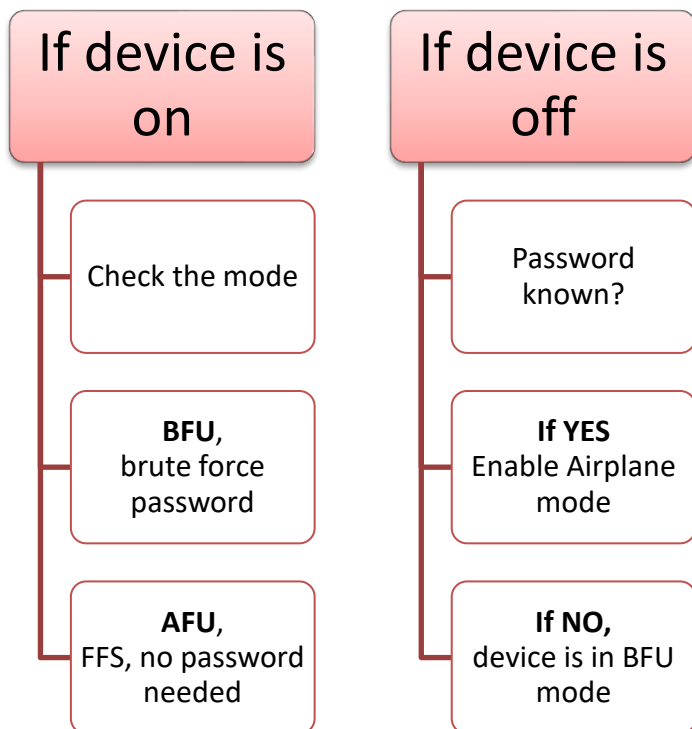 If device is
on
Check the mode
BFU,
brute force
password
AFU,
FFS, no password
needed
If device is
off
Password
known?
If YES
Enable Airplane
mode
If NO,
device is in BFU
mode